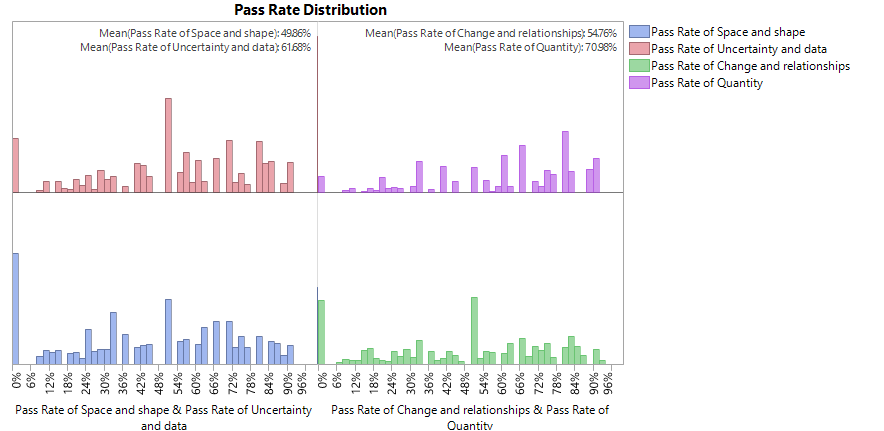 Pass Rate Distribution
Mean(Pass Rate of Space and shape): 49.86%
Mean(Pass Rate of Uncertainty and data): 61.68%
Mean(Pass Rate of Change and relationships): 54.76%
Mean(Pass Rate of Quantity): 70.98%
Pass Rate of Space and shape
Pass Rate of Uncertainty and data
Pass Rate of Change and relationships
Pass Rate of Quantity
0% 6% 12% 18% 24% 30% 36% 42% 48% 54% 60% 66% 72% 78% 84% 90% 96%
0% 6% 12% 18% 24% 30% 36% 42% 48% 54% 60% 66% 72% 78% 84% 90% 96%
Pass Rate of Space and shape & Pass Rate of Uncertainty
and data
Pass Rate of Change and relationships & Pass Rate of
Quantity